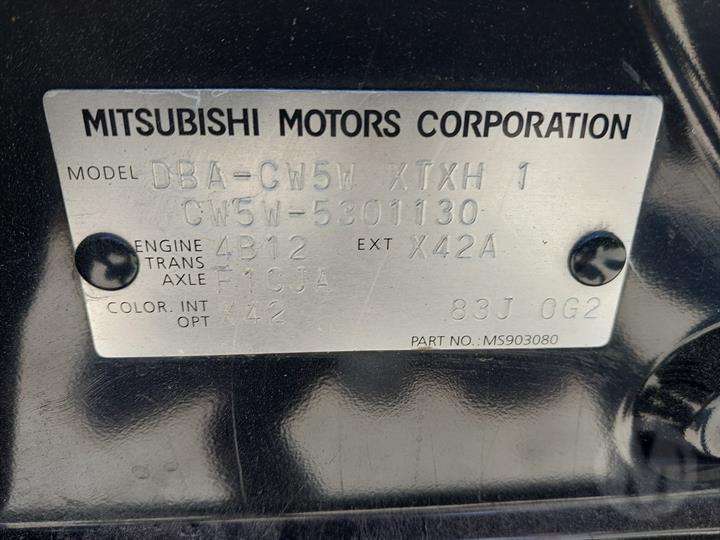 MITSUBISHI MOTORS CORPORATION
MODEL DBA-CW5W XTXH 1
CW5W-5301130
ENGINE 4B12 EXT X42A
TRANS
AXLE F1CJA
COLOR. INT X42 83J 0G2
OPT
PART NO.: MS903080